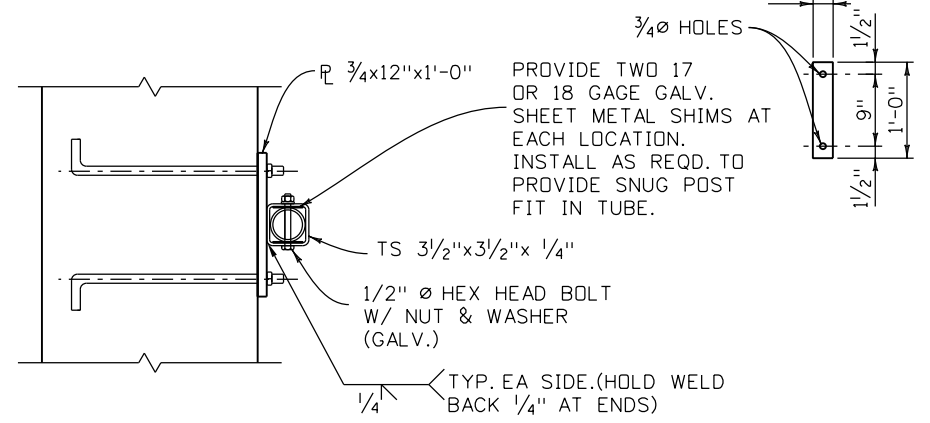 ℄ 3/4x12"x1'-0"
PROVIDE TWO 17
OR 18 GAGE GALV.
SHEET METAL SHIMS AT
EACH LOCATION.
INSTALL AS REQD. TO
PROVIDE SNUG POST
FIT IN TUBE.
TS 3 1/2"x3 1/2"x 1/4"
1/2" Ø HEX HEAD BOLT
W/ NUT & WASHER
(GALV.)
1/4
TYP. EA SIDE.(HOLD WELD
BACK 1/4" AT ENDS)
3/4Ø HOLES
1 1/2"
9"
1'-0"
1 1/2"